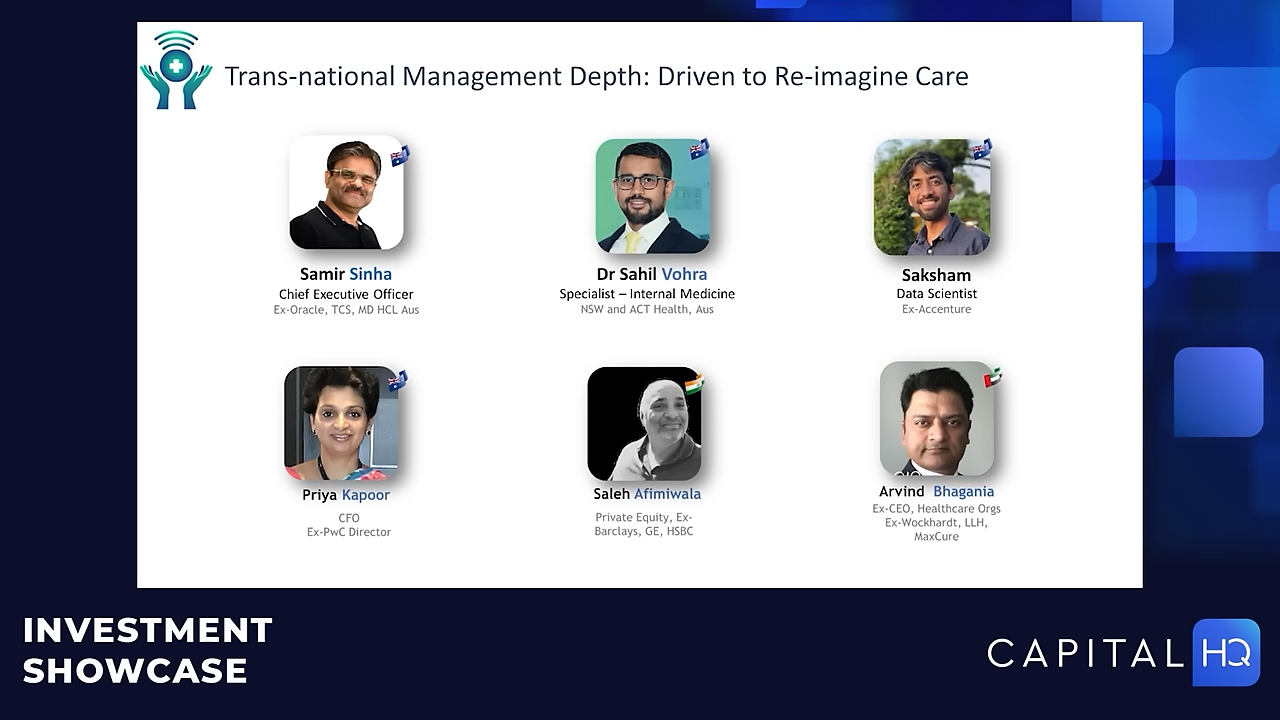 Trans-national Management Depth: Driven to Re-imagine Care
Samir Sinha
Chief Executive Officer
Ex-Oracle, TCS, MD HCL Aus
Dr Sahil Vohra
Specialist – Internal Medicine
NSW and ACT Health, Aus
Saksham
Data Scientist
Ex-Accenture
Priya Kapoor
CFO
Ex-PwC Director
Saleh Afimiwala
Private Equity, Ex-
Barclays, GE, HSBC
Arvind Bhagania
Ex-CEO, Healthcare Orgs
Ex-Wockhardt, LLH,
MaxCure
INVESTMENT
SHOWCASE
CAPITAL HQ